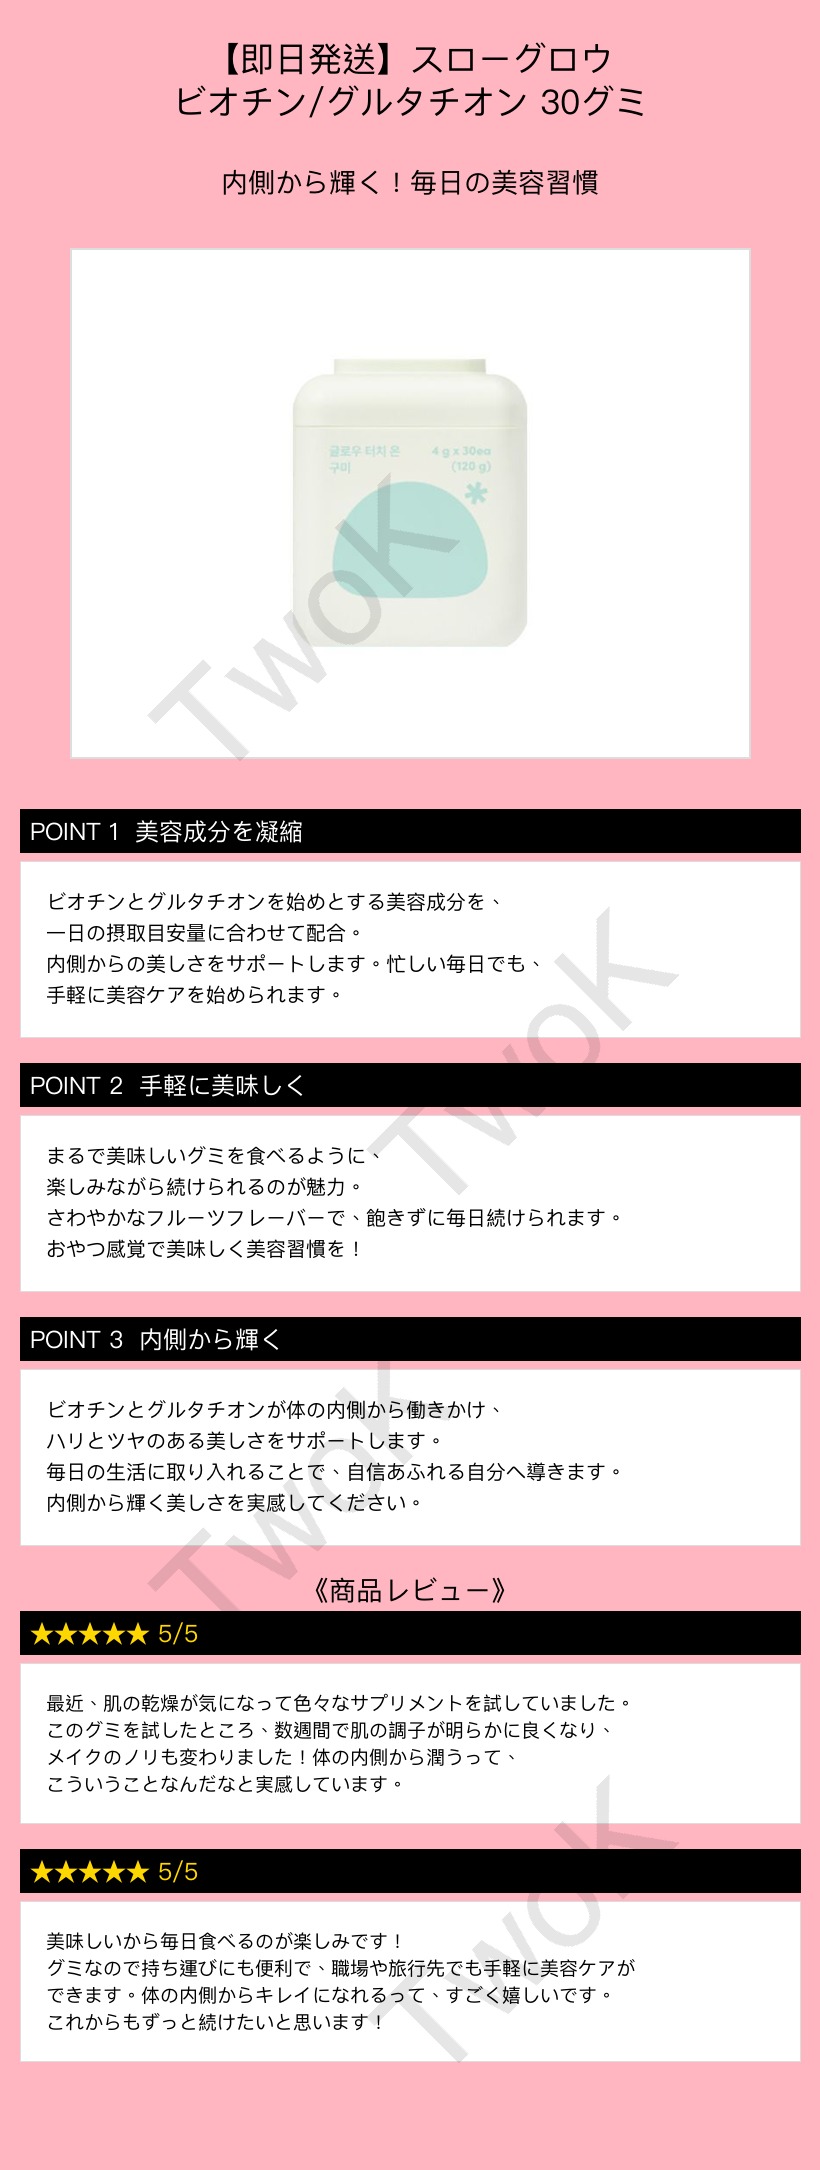 【即日発送】スローグロウ
ビオチン/グルタチオン 30グミ
内側から輝く！毎日の美容習慣
글로우 터치 온
구미
4 g x 30ea
(120 g)
TwoK
POINT 1 美容成分を凝縮
ビオチンとグルタチオンを始めとする美容成分を、
一日の摂取目安量に合わせて配合。
内側からの美しさをサポートします。忙しい毎日でも、
手軽に美容ケアを始められます。
TwoK
POINT 2 手軽に美味しく
まるで美味しいグミを食べるように、
楽しみながら続けられるのが魅力。
さわやかなフルーツフレーバーで、飽きずに毎日続けられます。
おやつ感覚で美味しく美容習慣を！
POINT 3 内側から輝く
ビオチンとグルタチオンが体の内側から働きかけ、
ハリとツヤのある美しさをサポートします。
毎日の生活に取り入れることで、自信あふれる自分へ導きます。
内側から輝く美しさを実感してください。
TwoK
《商品レビュー》
★★★★★ 5/5
最近、肌の乾燥が気になって色々なサプリメントを試していました。
このグミを試したところ、数週間で肌の調子が明らかに良くなり、
メイクのノリも変わりました！体の内側から潤うって、
こういうことなんだなと実感しています。
★★★★★ 5/5
美味しいから毎日食べるのが楽しみです！
グミなので持ち運びにも便利で、職場や旅行先でも手軽に美容ケアが
できます。体の内側からキレイになれるって、すごく嬉しいです。
これからもずっと続けたいと思います！
TwoK